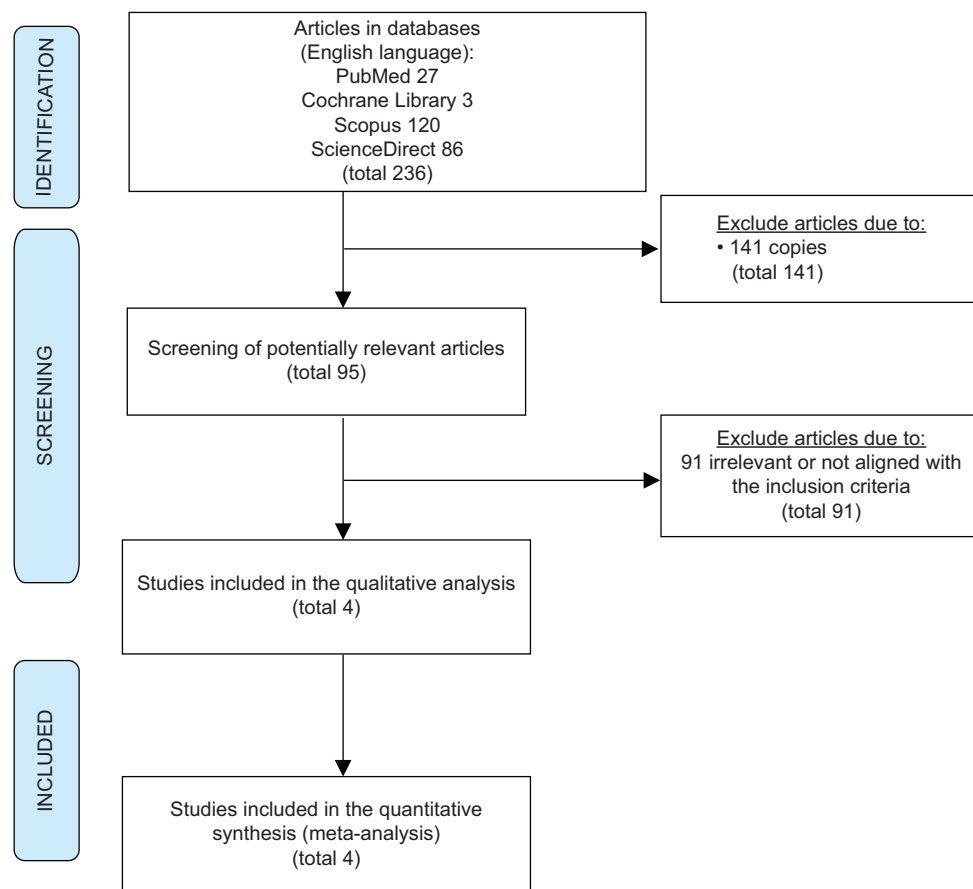 IDENTIFICATION
Articles in databases
(English language):
PubMed 27
Cochrane Library 3
Scopus 120
ScienceDirect 86
(total 236)
Exclude articles due to:
• 141 copies
(total 141)
SCREENING
Screening of potentially relevant articles
(total 95)
Exclude articles due to:
91 irrelevant or not aligned with
the inclusion criteria
(total 91)
Studies included in the qualitative analysis
(total 4)
INCLUDED
Studies included in the quantitative
synthesis (meta-analysis)
(total 4)